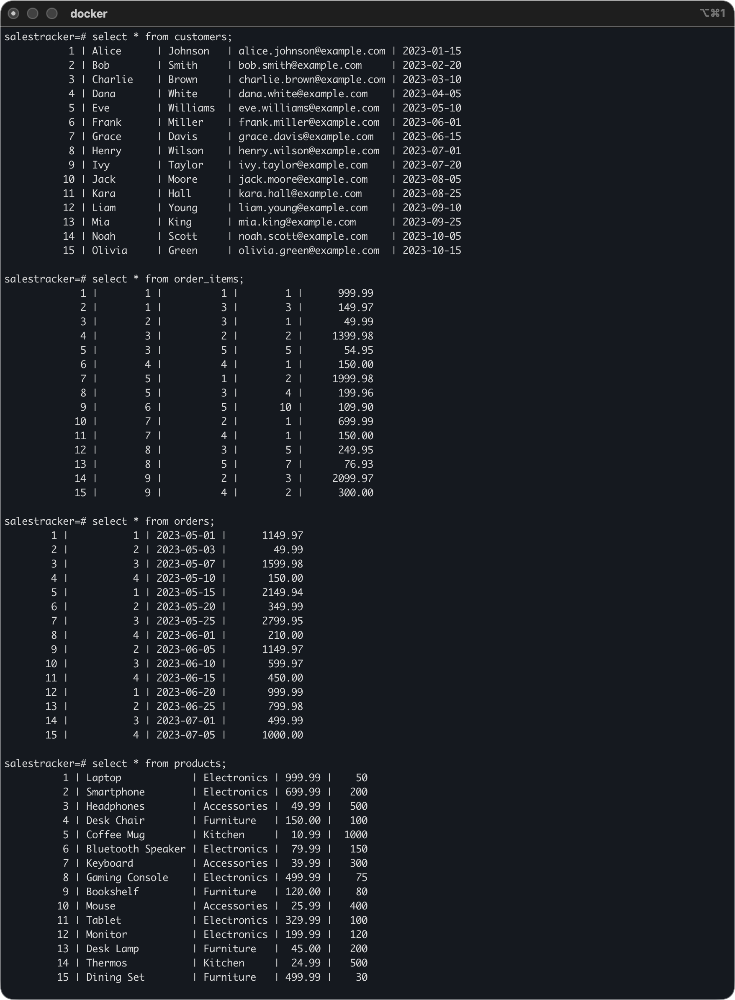 docker ⌥⌘1
salestracker=# select * from customers;
1 | Alice | Johnson | alice.johnson@example.com | 2023-01-15
2 | Bob | Smith | bob.smith@example.com | 2023-02-20
3 | Charlie | Brown | charlie.brown@example.com | 2023-03-10
4 | Dana | White | dana.white@example.com | 2023-04-05
5 | Eve | Williams | eve.williams@example.com | 2023-05-10
6 | Frank | Miller | frank.miller@example.com | 2023-06-01
7 | Grace | Davis | grace.davis@example.com | 2023-06-15
8 | Henry | Wilson | henry.wilson@example.com | 2023-07-01
9 | Ivy | Taylor | ivy.taylor@example.com | 2023-07-20
10 | Jack | Moore | jack.moore@example.com | 2023-08-05
11 | Kara | Hall | kara.hall@example.com | 2023-08-25
12 | Liam | Young | liam.young@example.com | 2023-09-10
13 | Mia | King | mia.king@example.com | 2023-09-25
14 | Noah | Scott | noah.scott@example.com | 2023-10-05
15 | Olivia | Green | olivia.green@example.com | 2023-10-15
salestracker=# select * from order_items;
1 | 1 | 1 | 1 | 999.99
2 | 1 | 3 | 3 | 149.97
3 | 2 | 3 | 1 | 49.99
4 | 3 | 2 | 2 | 1399.98
5 | 3 | 5 | 5 | 54.95
6 | 4 | 4 | 1 | 150.00
7 | 5 | 1 | 2 | 1999.98
8 | 5 | 3 | 4 | 199.96
9 | 6 | 5 | 10 | 109.90
10 | 7 | 2 | 1 | 699.99
11 | 7 | 4 | 1 | 150.00
12 | 8 | 3 | 5 | 249.95
13 | 8 | 5 | 7 | 76.93
14 | 9 | 2 | 3 | 2099.97
15 | 9 | 4 | 2 | 300.00
salestracker=# select * from orders;
1 | 1 | 2023-05-01 | 1149.97
2 | 2 | 2023-05-03 | 49.99
3 | 3 | 2023-05-07 | 1599.98
4 | 4 | 2023-05-10 | 150.00
5 | 1 | 2023-05-15 | 2149.94
6 | 2 | 2023-05-20 | 349.99
7 | 3 | 2023-05-25 | 2799.95
8 | 4 | 2023-06-01 | 210.00
9 | 2 | 2023-06-05 | 1149.97
10 | 3 | 2023-06-10 | 599.97
11 | 4 | 2023-06-15 | 450.00
12 | 1 | 2023-06-20 | 999.99
13 | 2 | 2023-06-25 | 799.98
14 | 3 | 2023-07-01 | 499.99
15 | 4 | 2023-07-05 | 1000.00
salestracker=# select * from products;
1 | Laptop | Electronics | 999.99 | 50
2 | Smartphone | Electronics | 699.99 | 200
3 | Headphones | Accessories | 49.99 | 500
4 | Desk Chair | Furniture | 150.00 | 100
5 | Coffee Mug | Kitchen | 10.99 | 1000
6 | Bluetooth Speaker | Electronics | 79.99 | 150
7 | Keyboard | Accessories | 39.99 | 300
8 | Gaming Console | Electronics | 499.99 | 75
9 | Bookshelf | Furniture | 120.00 | 80
10 | Mouse | Accessories | 25.99 | 400
11 | Tablet | Electronics | 329.99 | 100
12 | Monitor | Electronics | 199.99 | 120
13 | Desk Lamp | Furniture | 45.00 | 200
14 | Thermos | Kitchen | 24.99 | 500
15 | Dining Set | Furniture | 499.99 | 30